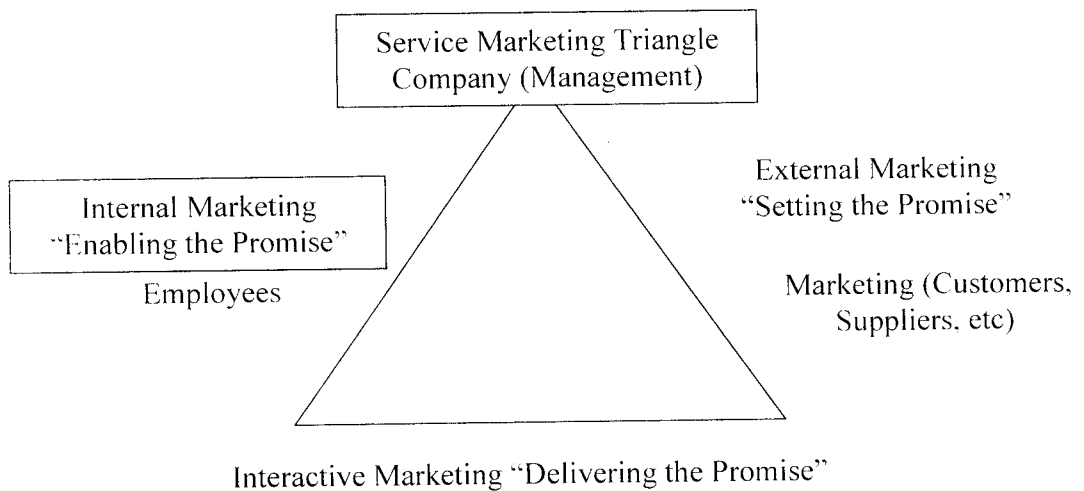 Service Marketing Triangle
Company (Management)
External Marketing
“Setting the Promise”
Internal Marketing
“Enabling the Promise”
Employees
Marketing (Customers,
Suppliers, etc)
Interactive Marketing “Delivering the Promise”